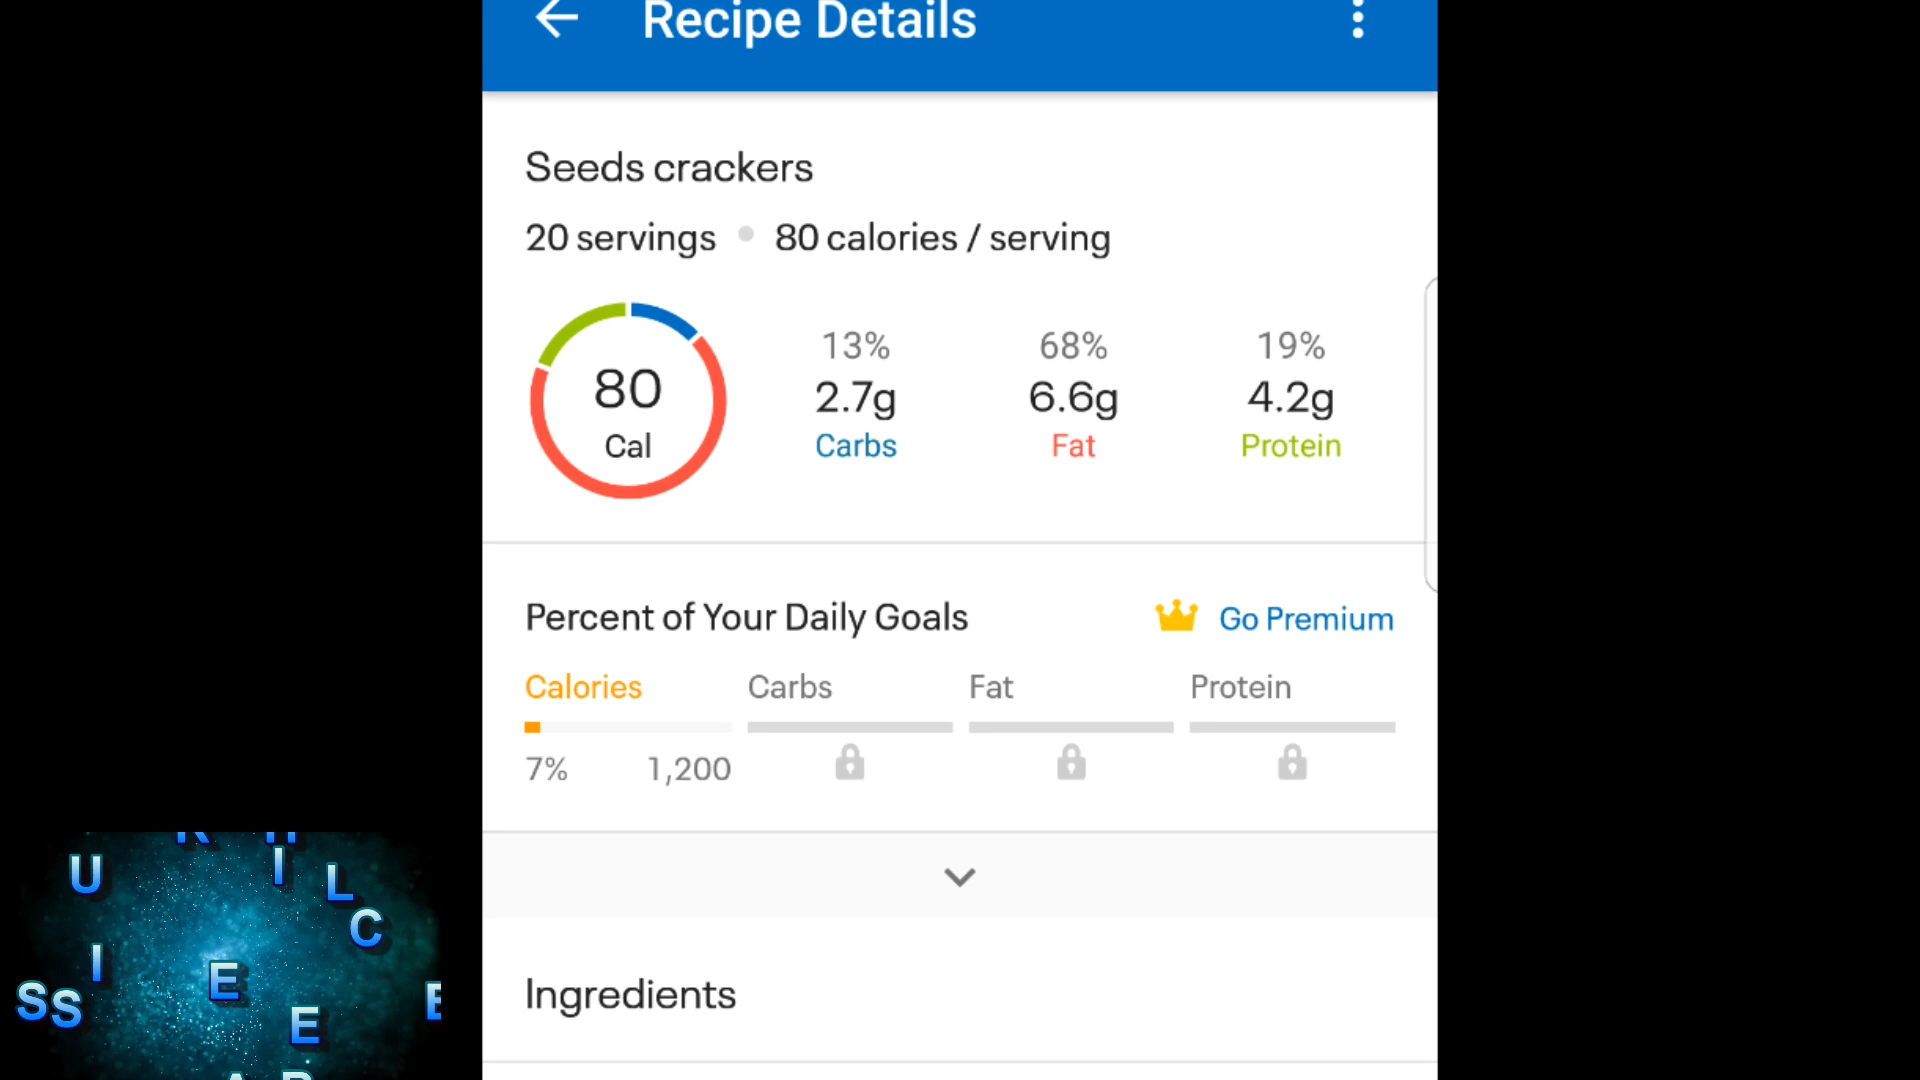 Recipe Details
Seeds crackers
20 servings • 80 calories / serving
80
Cal
13%
2.7g
Carbs
68%
6.6g
Fat
19%
4.2g
Protein
Percent of Your Daily Goals
Go Premium
Calories
Carbs
Fat
Protein
7%
1,200
Ingredients
U
I
L
C
I
E
SS
E